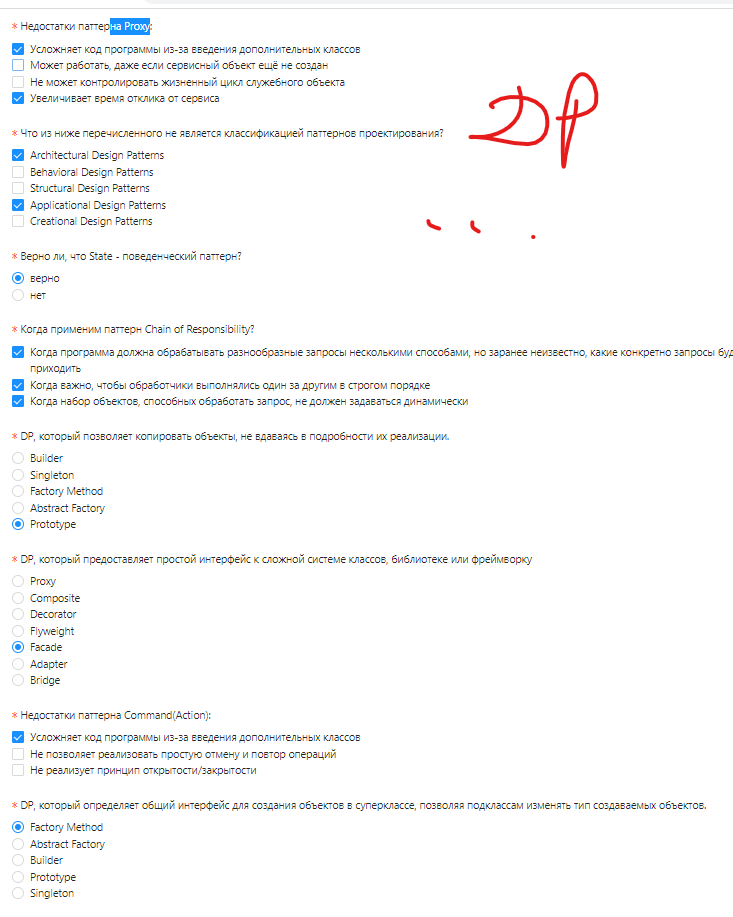 * Недостатки паттерна Proxy:
Усложняет код программы из-за введения дополнительных классов
Может работать, даже если сервисный объект ещё не создан
Не может контролировать жизненный цикл служебного объекта
Увеличивает время отклика от сервиса
* Что из ниже перечисленного не является классификацией паттернов проектирования?
DP
Architectural Design Patterns
Behavioral Design Patterns
Structural Design Patterns
Applicational Design Patterns
Creational Design Patterns
* Верно ли, что State - поведенческий паттерн?
верно
нет
* Когда применим паттерн Chain of Responsibility?
Когда программа должна обрабатывать разнообразные запросы несколькими способами, но заранее неизвестно, какие конкретно запросы буд
приходить
Когда важно, чтобы обработчики выполнялись один за другим в строгом порядке
Когда набор объектов, способных обработать запрос, не должен задаваться динамически
* DP, который позволяет копировать объекты, не вдаваясь в подробности их реализации.
Builder
Singleton
Factory Method
Abstract Factory
Prototype
* DP, который предоставляет простой интерфейс к сложной системе классов, библиотеке или фреймворку
Proxy
Composite
Decorator
Flyweight
Facade
Adapter
Bridge
* Недостатки паттерна Command(Action):
Усложняет код программы из-за введения дополнительных классов
Не позволяет реализовать простую отмену и повтор операций
Не реализует принцип открытости/закрытости
* DP, который определяет общий интерфейс для создания объектов в суперклассе, позволяя подклассам изменять тип создаваемых объектов.
Factory Method
Abstract Factory
Builder
Prototype
Singleton